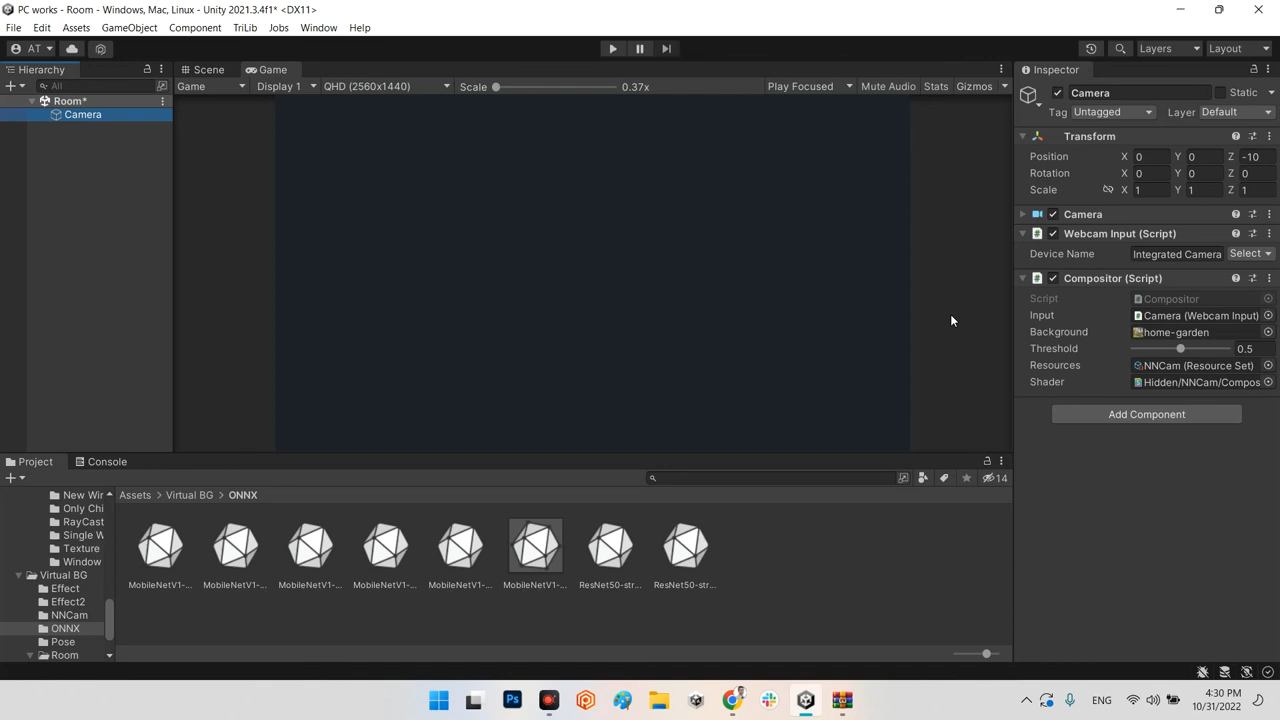 PC works - Room - Windows, Mac, Linux - Unity 2021.3.4f1* <DX11>
File Edit Assets GameObject Component TriLib Jobs Window Help
AT Layers Layout
Hierarchy Scene Game Inspector
All Game Display 1 QHD (2560x1440) Scale 0.37x Play Focused Mute Audio Stats Gizmos
Room*
Camera
Camera Static
Tag Untagged Layer Default
Transform
Position X 0 Y 0 Z -10
Rotation X 0 Y 0 Z 0
Scale X 1 Y 1 Z 1
Camera
Webcam Input (Script)
Device Name Integrated Camera Select
Compositor (Script)
Script Compositor
Input Camera (Webcam Input)
Background home-garden
Threshold 0.5
Resources NNCam (Resource Set)
Shader Hidden/NNCam/Compos
Add Component
Project Console
14
Assets Virtual BG ONNX
New Wir
Only Chi
RayCast
Single W
Texture
Window
Virtual BG
Effect
Effect2
NNCam
ONNX
Pose
Room
MobileNetV1-... MobileNetV1-... MobileNetV1-... MobileNetV1-... MobileNetV1-... MobileNetV1-... ResNet50-str... ResNet50-str...
Ps
ENG 4:30 PM
10/31/2022